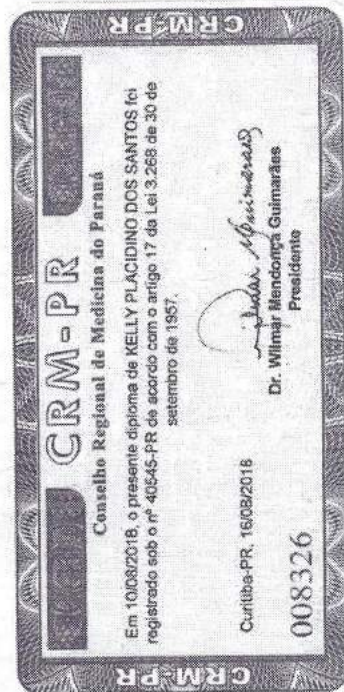 CRM-PR
CRM-PR
Conselho Regional de Medicina do Paraná
Em 10/08/2018, o presente diploma de KELLY PLACIDINO DOS SANTOS foi
registrado sob o nº 40545-PR de acordo com o artigo 17 da Lei 3.268 de 30 de
setembro de 1957.
Curitiba-PR, 16/08/2018
Dr. Wilmar Mendonça Guimarães
Presidente
008326
CRM-PR